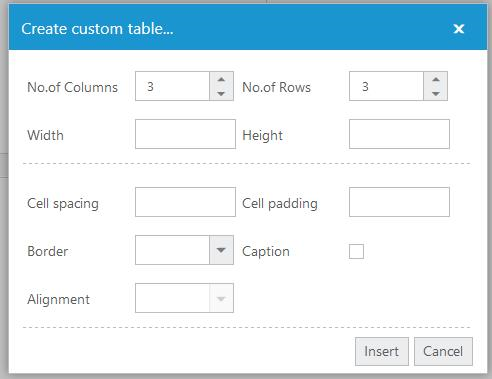 Create custom table...
No.of Columns 3 No.of Rows 3
Width Height
Cell spacing Cell padding
Border Caption
Alignment
Insert Cancel